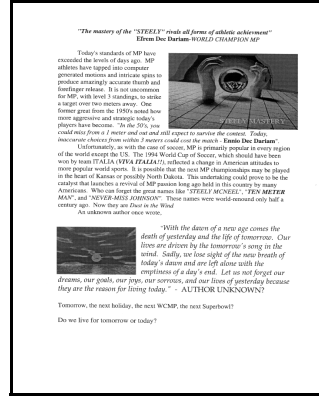 "The mastery of the "STEELY" rivals all forms of athletic achievment"
Efrem Dec Dariam-WORLD CHAMPION MP
Today's standards of MP have
exceeded the levels of days ago. MP
athletes have tapped into computer
generated motions and intricate spins to
produce amazingly accurate thumb and
forefinger release. It is not uncommon
for MP, with level 3 standings, to strike
a target over two meters away. One
former great from the 1950's noted how
more aggressive and strategic today's
players have become. "In the 50's, you
STEELY MASTERY
could miss from a 1 meter and out and still expect to survive the contest. Today,
inaccurate choices from within 3 meters could cost the match - Ennio Dec Dariam".
Unfortunately, as with the case of soccer, MP is primarily popular in every region
of the world except the US. The 1994 World Cup of Soccer, which should have been
won by team ITALIA (VIVA ITALIA!!), reflected a change in American attitudes to
more popular world sports. It is possible that the next MP championships may be played
in the heart of Kansas or possibly North Dakota. This undertaking could prove to be the
catalyst that launches a revival of MP passion long ago held in this country by many
Americans. Who can forget the great names like "STEELY MCNEEL", "TEN METER
MAN", and "NEVER-MISS JOHNSON". These names were world-renound only half a
century ago. Now they are Dust in the Wind
An unknown author once wrote,
"With the dawn of a new age comes the
death of yesterday and the life of tomorrow. Our
lives are driven by the tomorrow's song in the
wind. Sadly, we lose sight of the new breath of
today's dawn and are left alone with the
emptiness of a day's end. Let us not forget our
dreams, our goals, our joys, our sorrows, and our lives of yesterday because
they are the reason for living today." - AUTHOR UNKNOWN?
Tomorrow, the next holiday, the next WCMP, the next Superbowl?
Do we live for tomorrow or today?